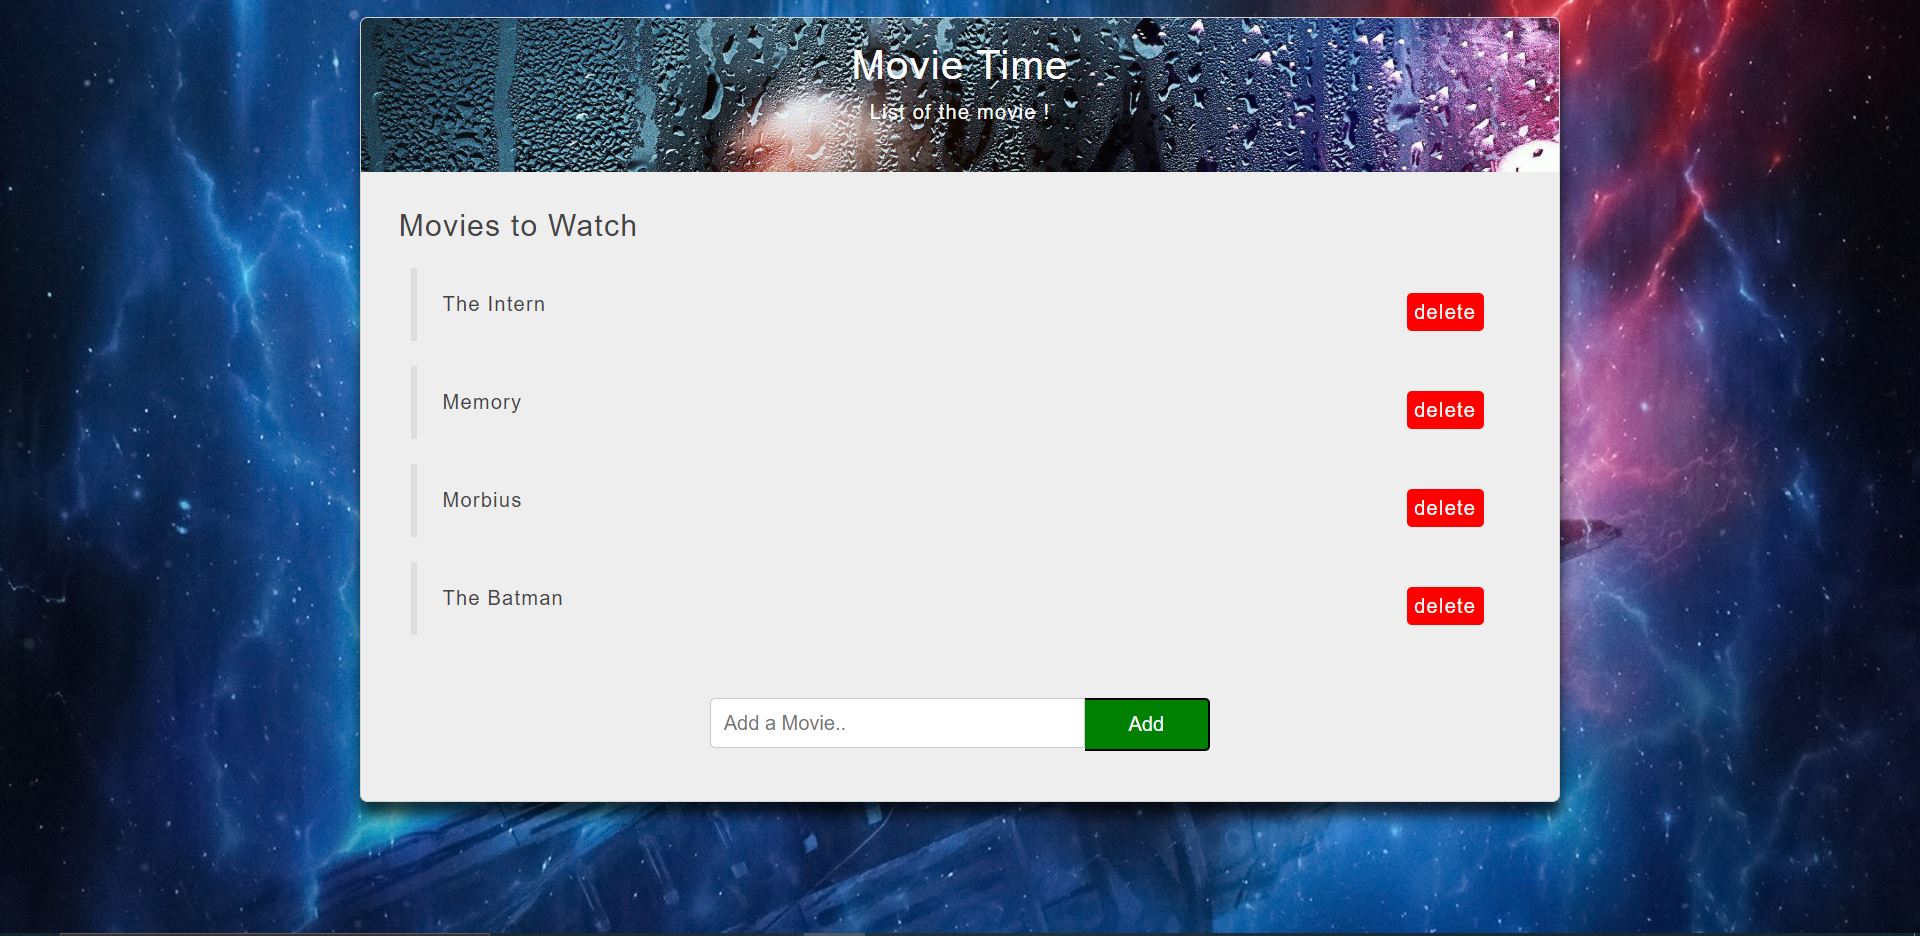 Movie Time
List of the movie !
Movies to Watch
The Intern
delete
Memory
delete
Morbius
delete
The Batman
delete
Add a Movie..
Add